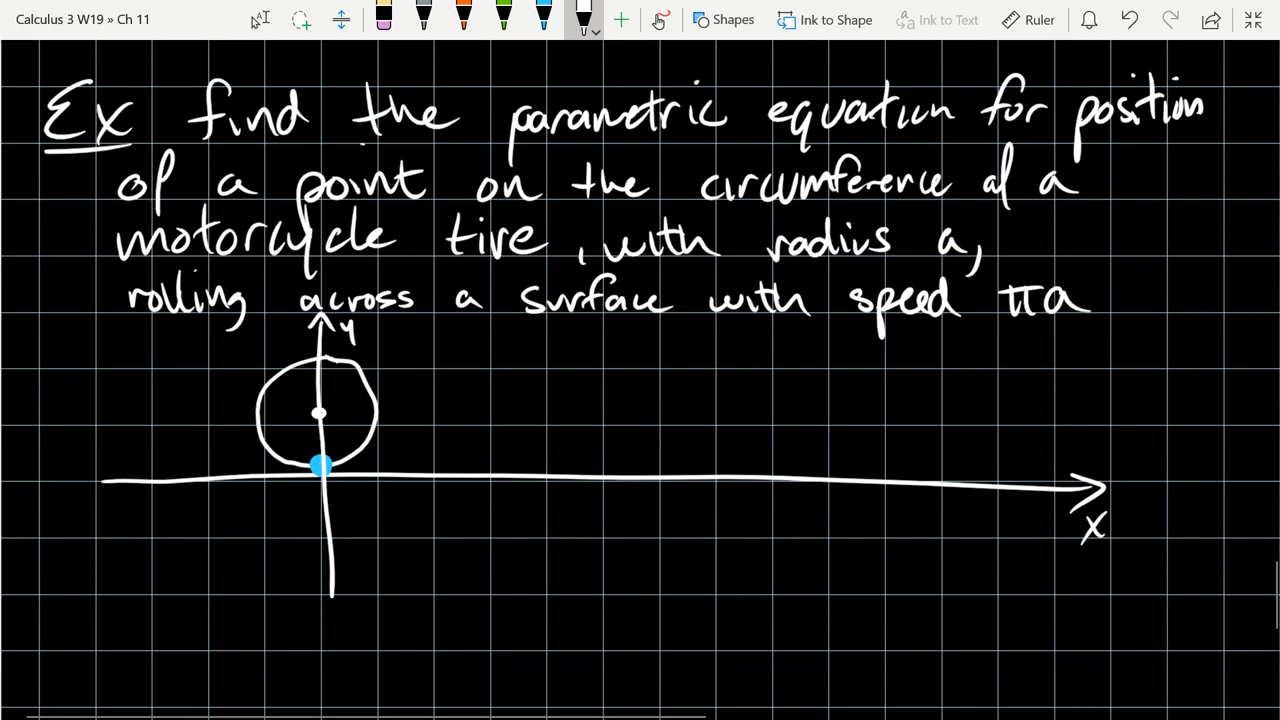 Calculus 3 W19 » Ch 11
Shapes
Ink to Shape
Ink to Text
Ruler
Ex find the parametric equation for position
of a point on the circumference of a
motorcycle tire, with radius a,
rolling across a surface with speed πa
y
x